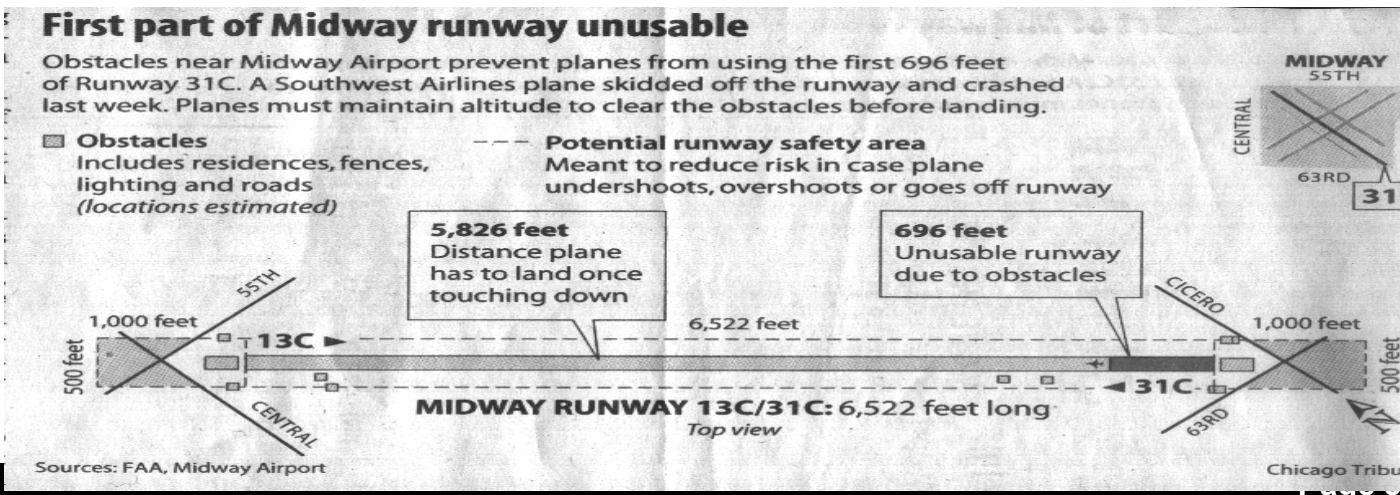 First part of Midway runway unusable
Obstacles near Midway Airport prevent planes from using the first 696 feet
of Runway 31C. A Southwest Airlines plane skidded off the runway and crashed
last week. Planes must maintain altitude to clear the obstacles before landing.
Obstacles
Includes residences, fences,
lighting and roads
(locations estimated)
Potential runway safety area
Meant to reduce risk in case plane
undershoots, overshoots or goes off runway
MIDWAY
55TH
CENTRAL
63RD
31
5,826 feet
Distance plane
has to land once
touching down
696 feet
Unusable runway
due to obstacles
55TH
CICERO
1,000 feet
6,522 feet
1,000 feet
13C
500 feet
500 feet
31C
CENTRAL
63RD
N
MIDWAY RUNWAY 13C/31C: 6,522 feet long
Top view
Sources: FAA, Midway Airport
Chicago Tribu